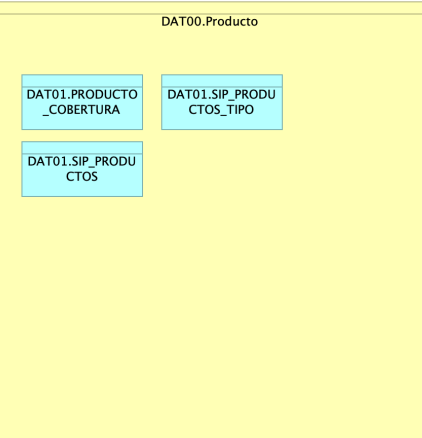 DAT00.Producto
DAT01.PRODUCTO
_COBERTURA
DAT01.SIP_PRODU
CTOS_TIPO
DAT01.SIP_PRODU
CTOS